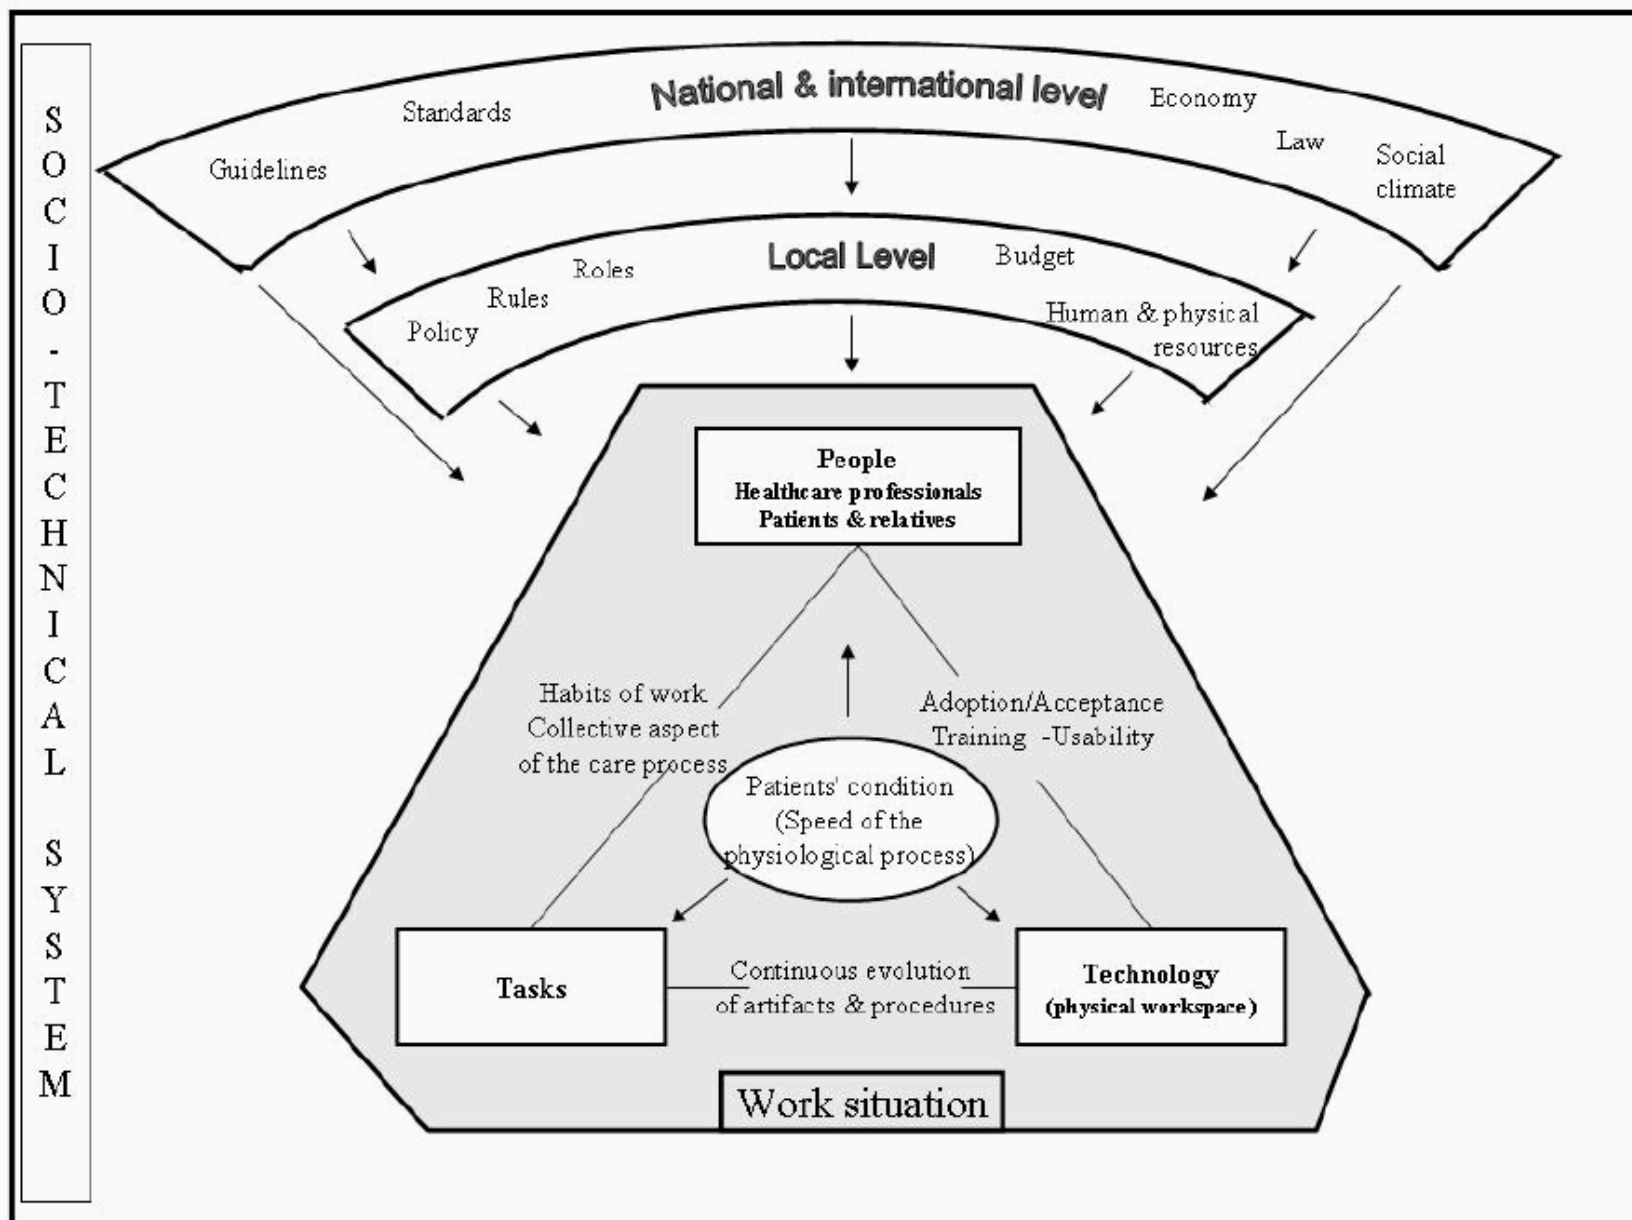 SOCIO-TECHNICAL SYSTEM
National & international level
Standards
Guidelines
Economy
Law
Social
climate
Local Level
Budget
Roles
Rules
Policy
Human & physical
resources
People
Healthcare professionals
Patients & relatives
Habits of work
Collective aspect
of the care process
Adoption/Acceptance
Training -Usability
Patients' condition
(Speed of the
physiological process)
Tasks
Continuous evolution
of artifacts & procedures
Technology
(physical workspace)
Work situation